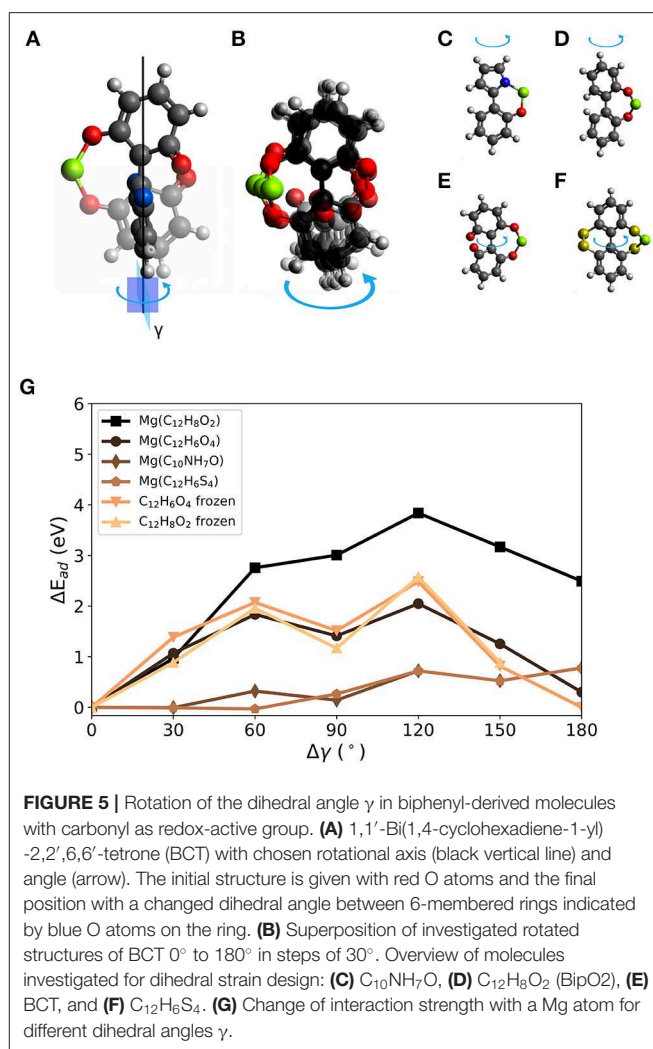 A
B
C
D
E
F
γ
G
ΔE_ad (eV)
6
5
4
3
2
1
0
Mg(C₁₂H₈O₂)
Mg(C₁₂H₆O₄)
Mg(C₁₀NH₇O)
Mg(C₁₂H₆S₄)
C₁₂H₆O₄ frozen
C₁₂H₈O₂ frozen
0 30 60 90 120 150 180
Δγ (°)
FIGURE 5 | Rotation of the dihedral angle γ in biphenyl-derived molecules
with carbonyl as redox-active group. (A) 1,1′-Bi(1,4-cyclohexadiene-1-yl)
-2,2′,6,6′-tetrone (BCT) with chosen rotational axis (black vertical line) and
angle (arrow). The initial structure is given with red O atoms and the final
position with a changed dihedral angle between 6-membered rings indicated
by blue O atoms on the ring. (B) Superposition of investigated rotated
structures of BCT 0° to 180° in steps of 30°. Overview of molecules
investigated for dihedral strain design: (C) C₁₀NH₇O, (D) C₁₂H₈O₂ (BipO2), (E)
BCT, and (F) C₁₂H₆S₄. (G) Change of interaction strength with a Mg atom for
different dihedral angles γ.